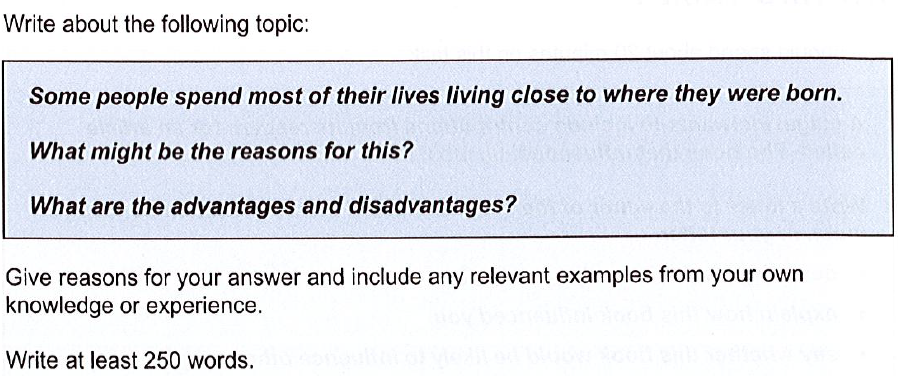 Write about the following topic:
Some people spend most of their lives living close to where they were born.
What might be the reasons for this?
What are the advantages and disadvantages?
Give reasons for your answer and include any relevant examples from your own
knowledge or experience.
Write at least 250 words.